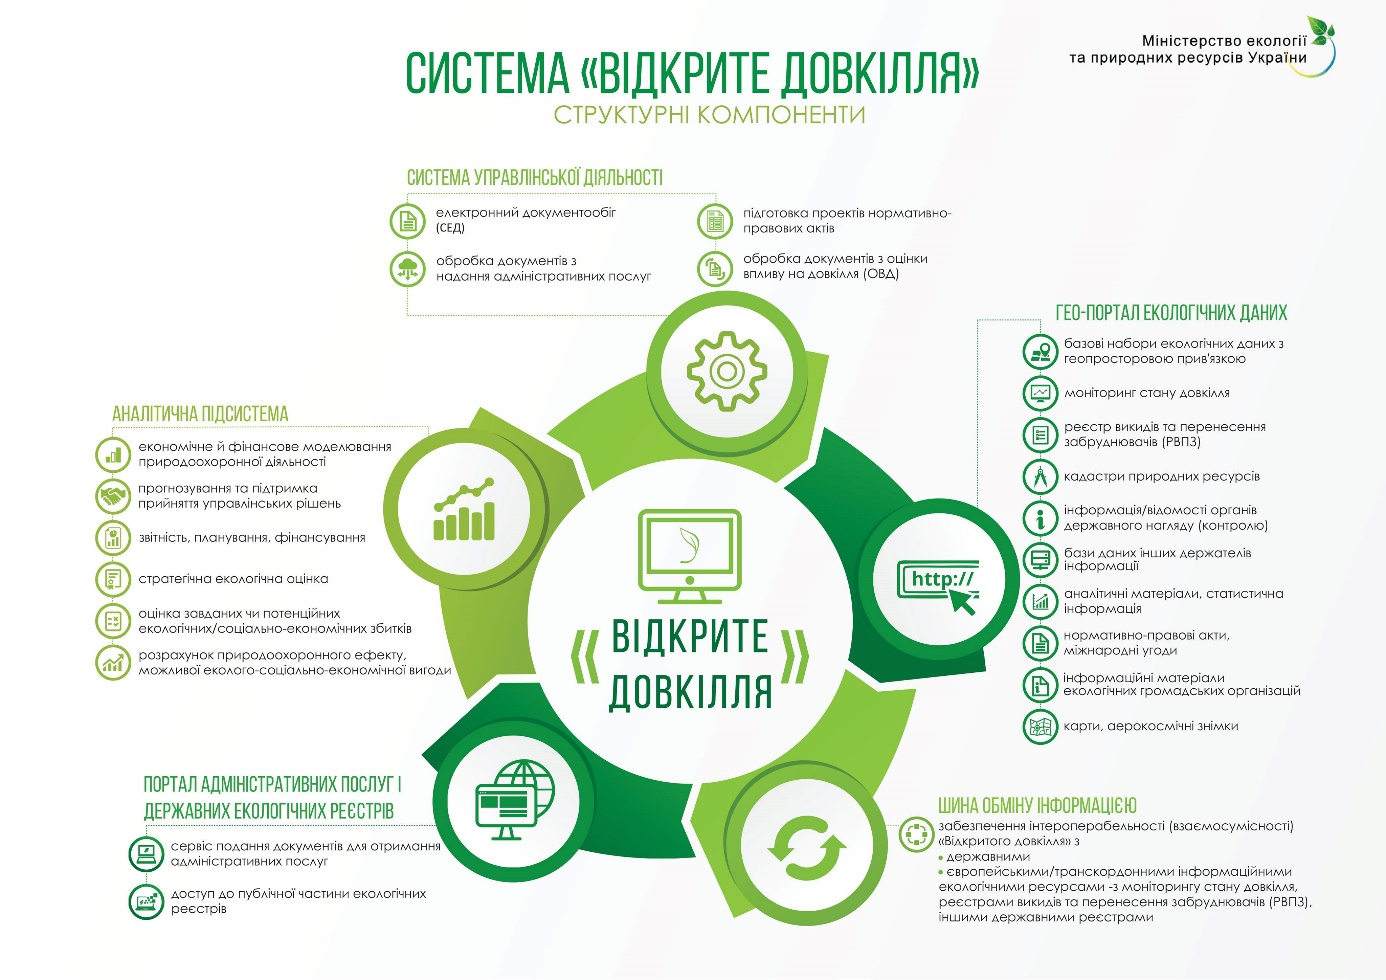 Міністерство екології
та природних ресурсів України
СИСТЕМА «ВІДКРИТЕ ДОВКІЛЛЯ»
СТРУКТУРНІ КОМПОНЕНТИ
СИСТЕМА УПРАВЛІНСЬКОЇ ДІЯЛЬНОСТІ
електронний документообіг
(СЕД)
обробка документів з
надання адміністративних послуг
підготовка проектів нормативно-
правових актів
обробка документів з оцінки
впливу на довкілля (ОВД)
ГЕО-ПОРТАЛ ЕКОЛОГІЧНИХ ДАНИХ
базові набори екологічних даних з
геопросторовою прив'язкою
моніторинг стану довкілля
реєстр викидів та перенесення
забруднювачів (РВПЗ)
кадастри природних ресурсів
інформація/відомості органів
державного нагляду (контролю)
бази даних інших держателів
інформації
аналітичні матеріали, статистична
інформація
нормативно-правові акти,
міжнародні угоди
інформаційні матеріали
екологічних громадських організацій
карти, аерокосмічні знімки
АНАЛІТИЧНА ПІДСИСТЕМА
економічне й фінансове моделювання
природоохоронної діяльності
прогнозування та підтримка
прийняття управлінських рішень
звітність, планування, фінансування
стратегічна екологічна оцінка
оцінка завданих чи потенційних
екологічних/соціально-економічних збитків
розрахунок природоохоронного ефекту,
можливої еколого-соціально-економічної вигоди
http://
« ВІДКРИТЕ »
ДОВКІЛЛЯ
ПОРТАЛ АДМІНІСТРАТИВНИХ ПОСЛУГ І
ДЕРЖАВНИХ ЕКОЛОГІЧНИХ РЕЄСТРІВ
сервіс подання документів для отримання
адміністративних послуг
доступ до публічної частини екологічних
реєстрів
ШИНА ОБМІНУ ІНФОРМАЦІЄЮ
забезпечення інтероперабельності (взаємосумісності)
«Відкритого довкілля» з
• державними
• європейськими/транскордонними інформаційними
екологічними ресурсами -з моніторингу стану довкілля,
реєстрами викидів та перенесення забруднювачів (РВПЗ),
іншими державними реєстрами